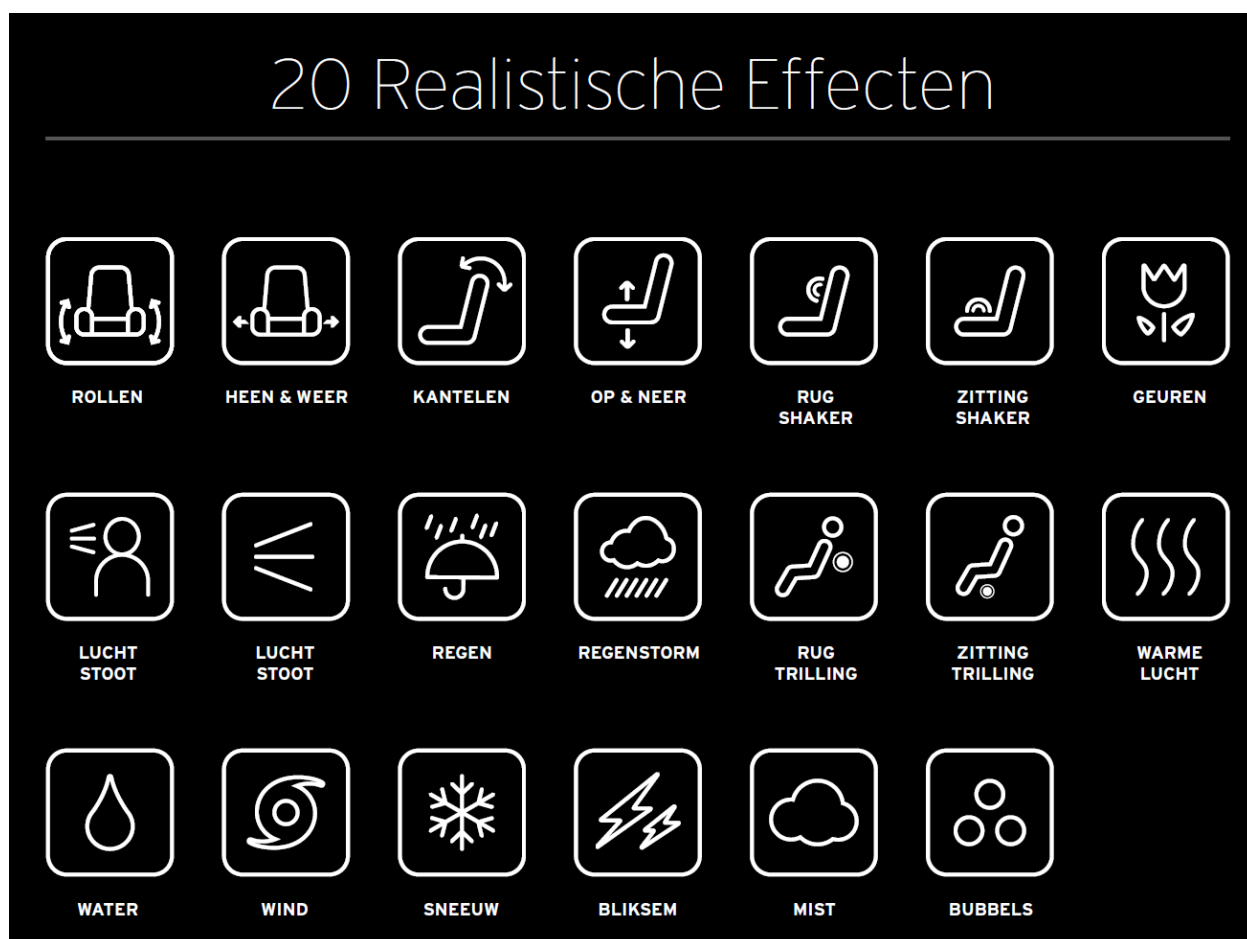 20 Realistische Effecten
ROLLEN
HEEN & WEER
KANTELEN
OP & NEER
RUG
SHAKER
ZITTING
SHAKER
GEUREN
LUCHT
STOOT
LUCHT
STOOT
REGEN
REGENSTORM
RUG
TRILLING
ZITTING
TRILLING
WARME
LUCHT
WATER
WIND
SNEEUW
BLIKSEM
MIST
BUBBELS